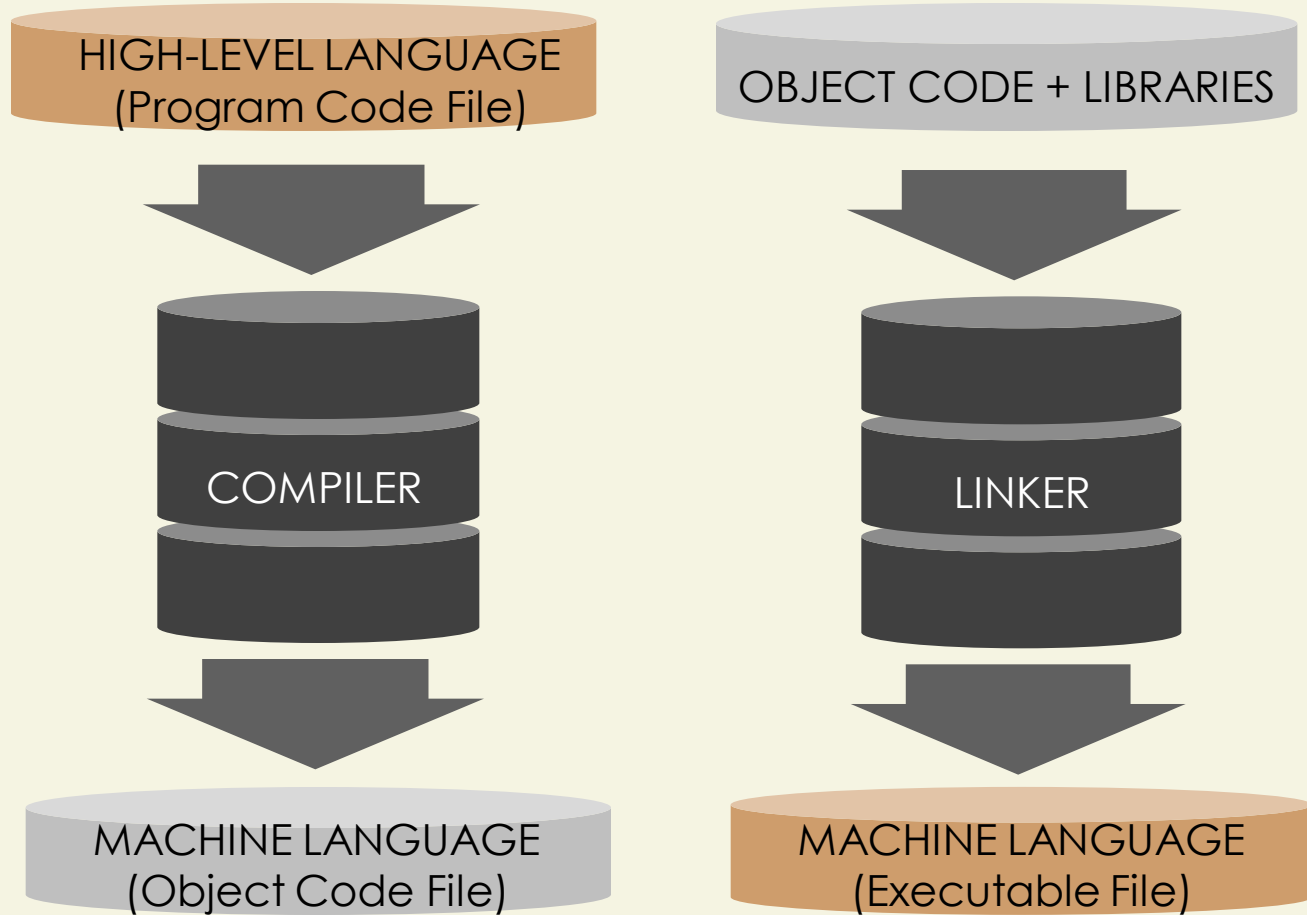 HIGH-LEVEL LANGUAGE
(Program Code File)
COMPILER
MACHINE LANGUAGE
(Object Code File)
OBJECT CODE + LIBRARIES
LINKER
MACHINE LANGUAGE
(Executable File)